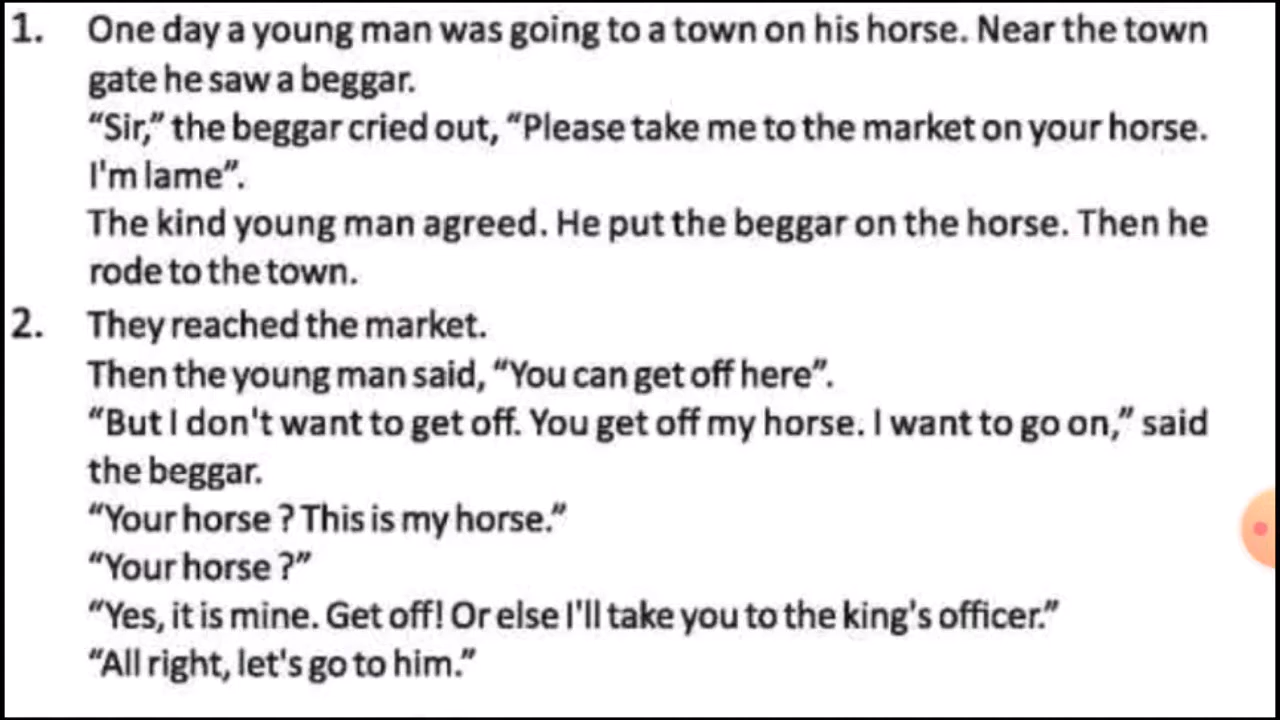 1. One day a young man was going to a town on his horse. Near the town
gate he saw a beggar.
“Sir,” the beggar cried out, “Please take me to the market on your horse.
I'm lame”.
The kind young man agreed. He put the beggar on the horse. Then he
rode to the town.
2. They reached the market.
Then the young man said, “You can get off here”.
“But I don't want to get off. You get off my horse. I want to go on,” said
the beggar.
“Your horse ? This is my horse.”
“Your horse ?”
“Yes, it is mine. Get off! Or else I'll take you to the king's officer.”
“All right, let's go to him.”